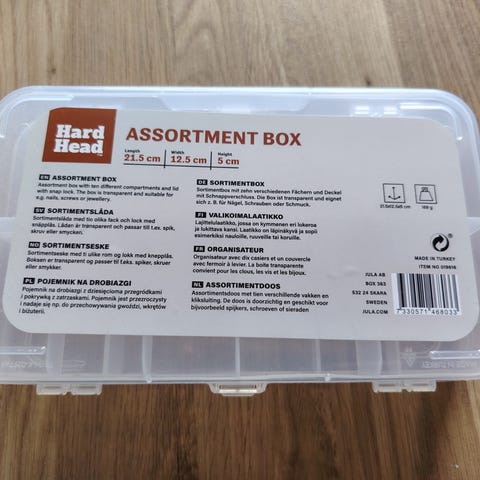 Hard
Head
ASSORTMENT BOX
Length
21.5 cm
Width
12.5 cm
Height
5 cm
EN ASSORTMENT BOX
Assortment box with ten different compartments and lid
with snap lock. The box is transparent and suitable for
e.g. nails, screws or jewellery.
SV SORTIMENTSLÅDA
Sortimentslåda med tio olika fack och lock med
snäpplås. Lådan är transparent och passar till t.ex. spik,
skruv eller smycken.
NO SORTIMENTSESKE
Sortimentseske med ti ulike rom og lokk med knepplås.
Boksen er transparent og passer til f.eks. spiker, skruer
eller smykker.
PL POJEMNIK NA DROBIAZGI
Pojemnik na drobiazgi z dziesięcioma przegródkami
i pokrywką z zatrzaskami. Pojemnik jest przezroczysty
i nadaje się np. do przechowywania gwoździ, wkrętów
i biżuterii.
DE SORTIMENTBOX
Sortimentbox mit zehn verschiedenen Fächern und Deckel
mit Schnappverschluss. Die Box ist transparent und eignet
sich z. B. für Nägel, Schrauben oder Schmuck.
FI VALIKOIMALAATIKKO
Lajittelulaatikko, jossa on kymmenen eri lokeroa
ja lukittava kansi. Laatikko on läpinäkyvä ja sopii
esimerkiksi nauloille, ruuveille tai koruille.
FR ORGANISATEUR
Organisateur avec dix casiers et un couvercle
avec fermoir à levier. La boîte transparente
convient pour les clous, les vis et les bijoux.
NL ASSORTIMENTDOOS
Assortimentsdoos met tien verschillende vakken en
kliksluiting. De doos is doorzichtig en geschikt voor
bijvoorbeeld spijkers, schroeven of sieraden
169 g
MADE IN TURKEY
ITEM NO. 019816
JULA AB
BOX 363
532 24 SKARA
SWEDEN
JULA.COM
7 330571 468033